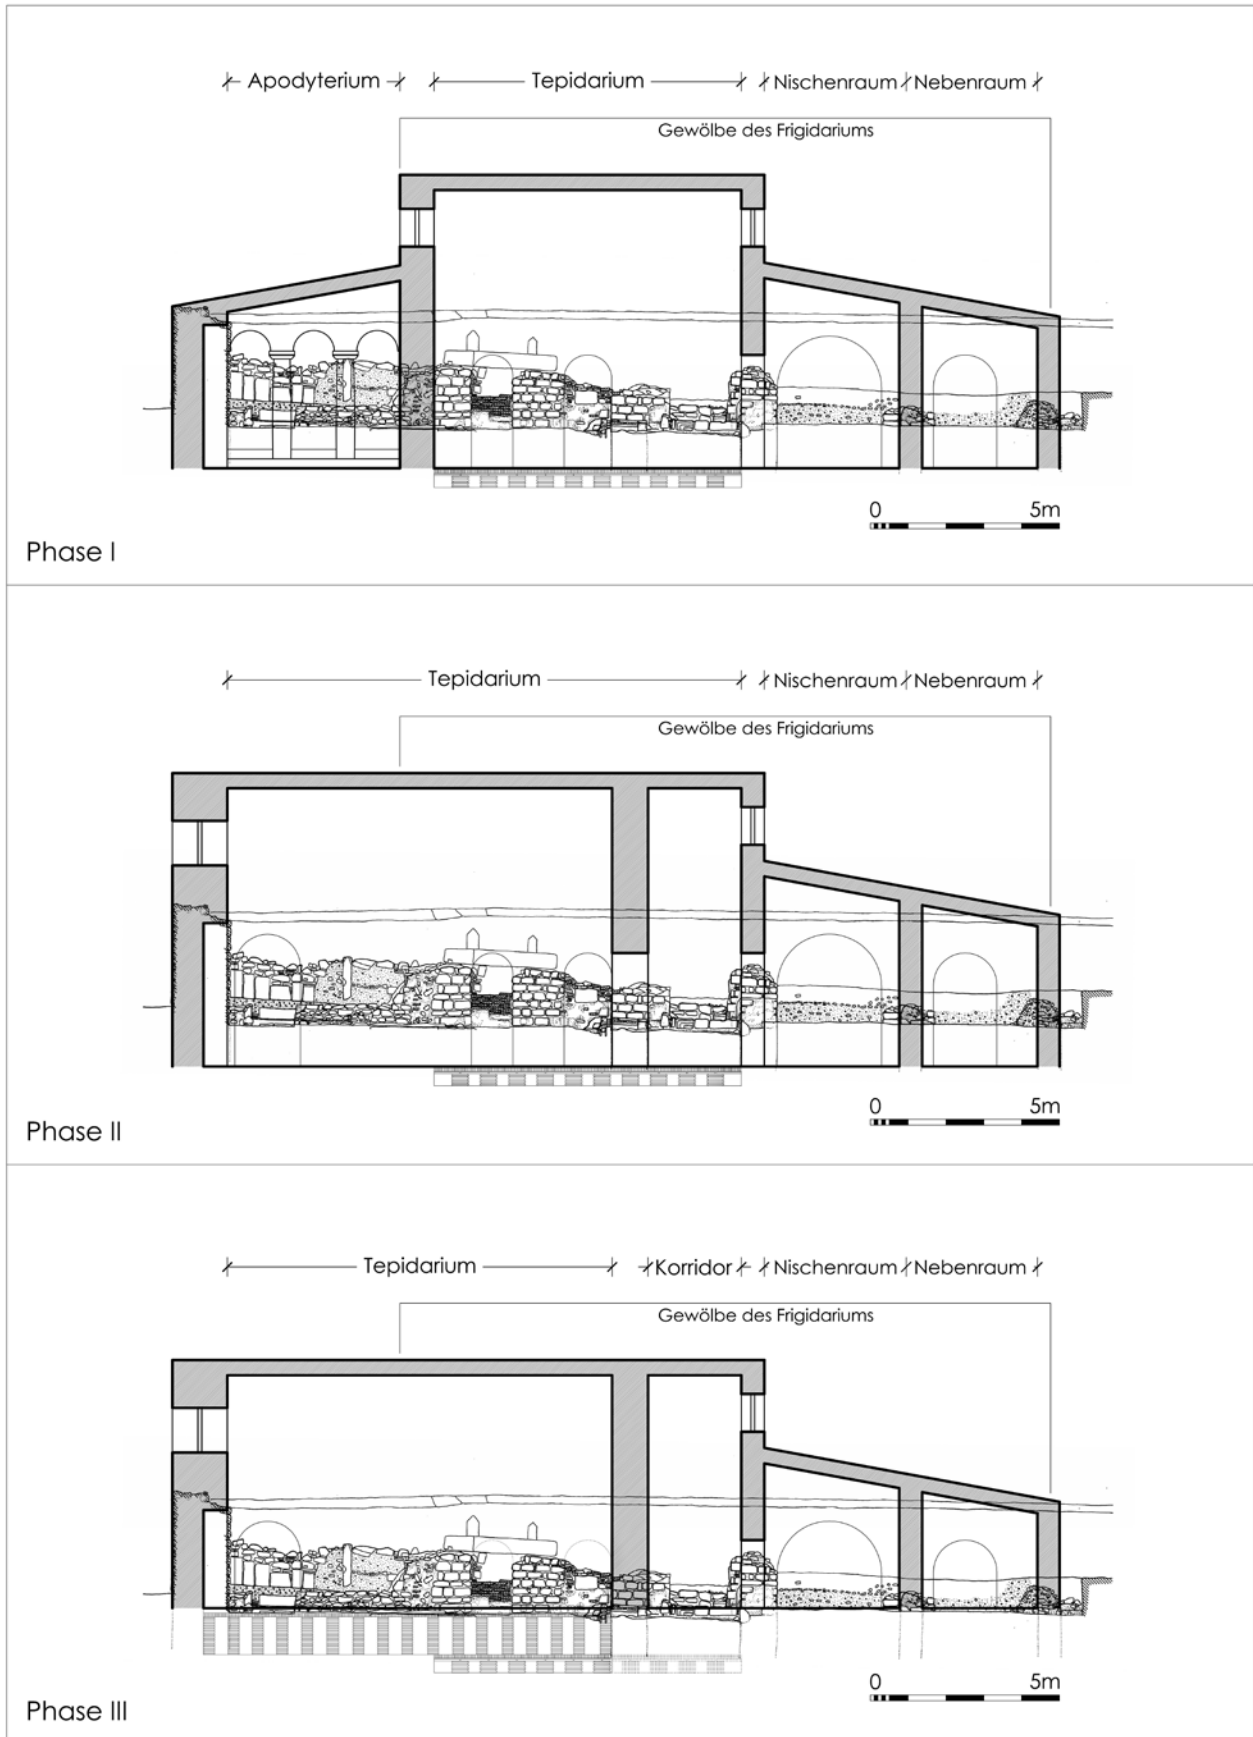 Apodyterium
Tepidarium
Nischenraum
Nebenraum
Gewölbe des Frigidariums
0
5m
Phase I
Tepidarium
Nischenraum
Nebenraum
Gewölbe des Frigidariums
0
5m
Phase II
Tepidarium
Korridor
Nischenraum
Nebenraum
Gewölbe des Frigidariums
0
5m
Phase III